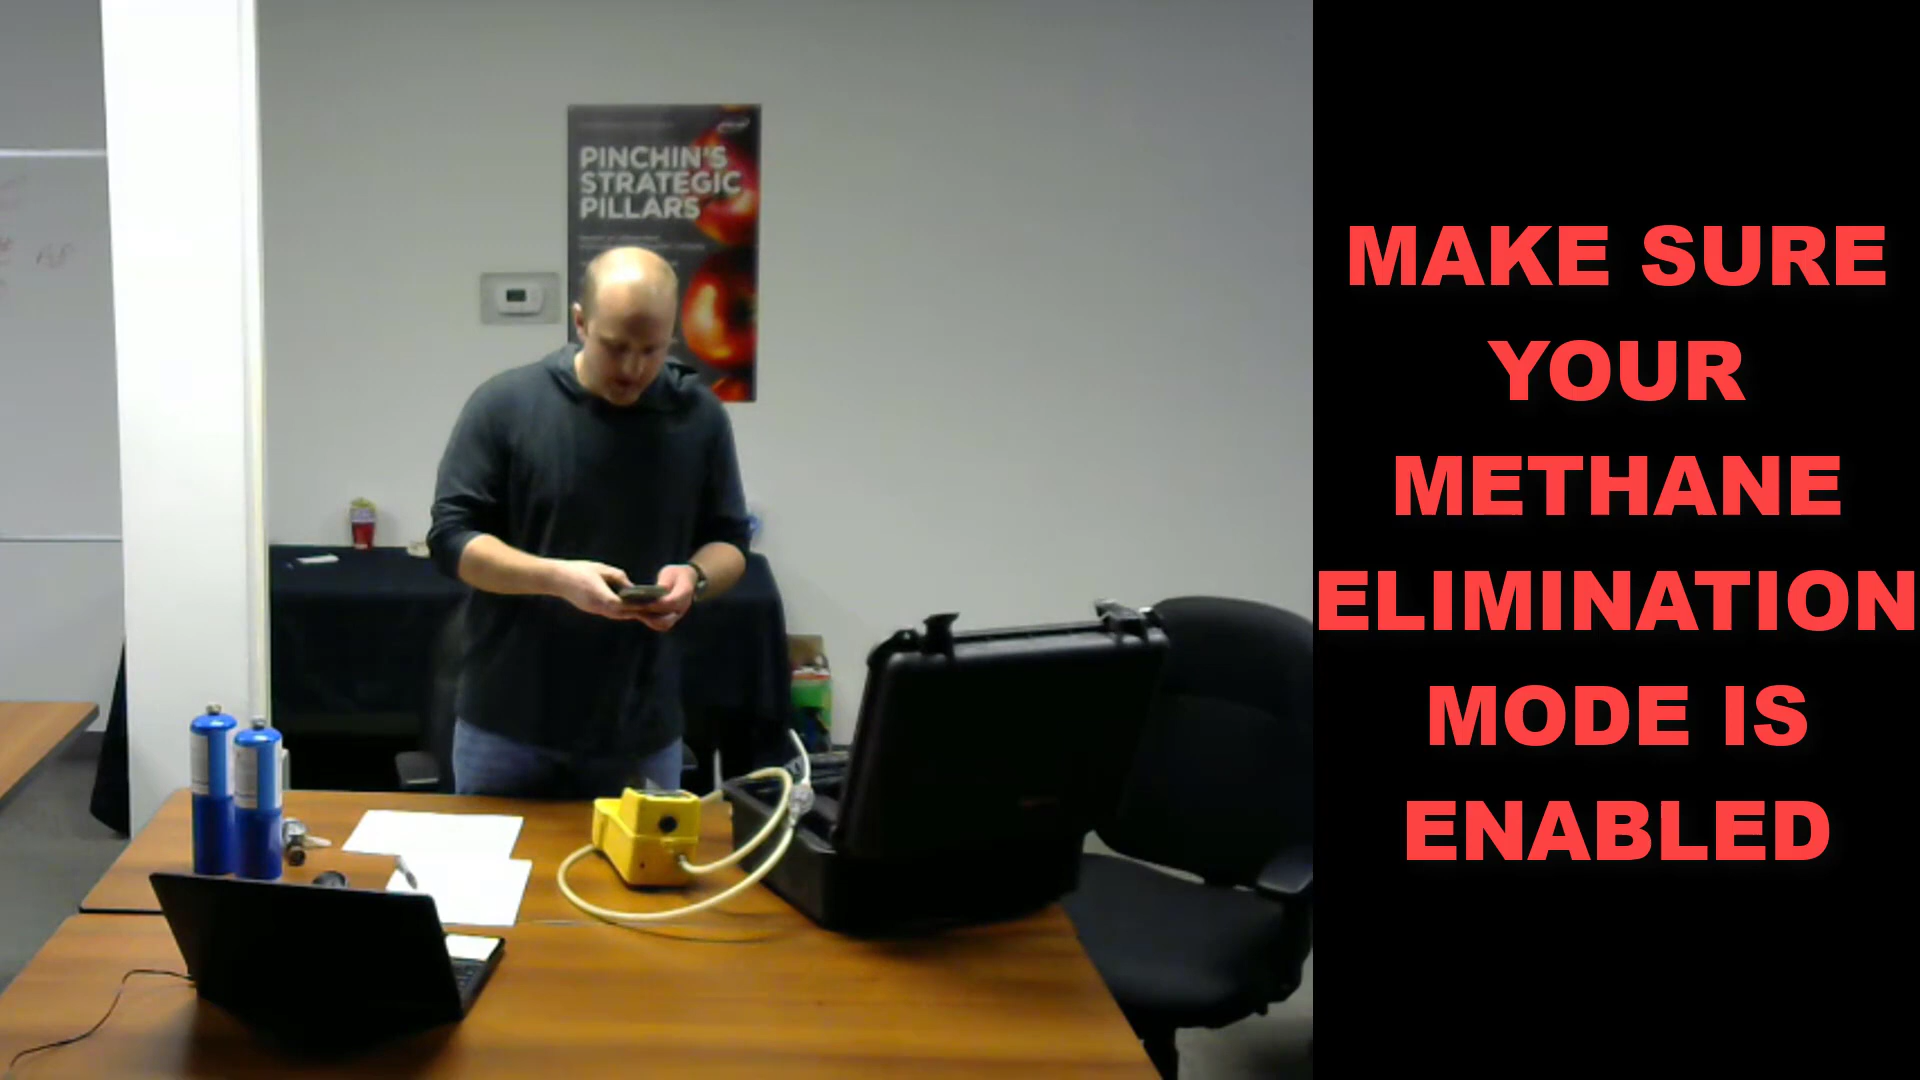 PINCHIN'S
STRATEGIC
PILLARS
MAKE SURE
YOUR
METHANE
ELIMINATION
MODE IS
ENABLED